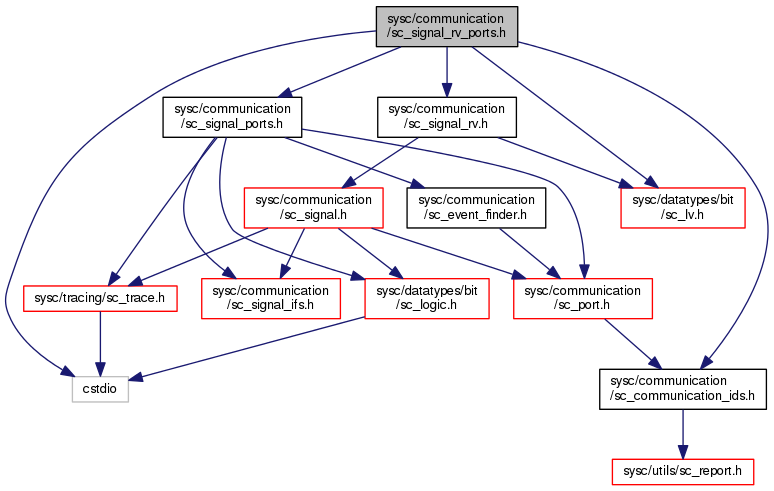 sysc/communication
/sc_signal_rv_ports.h
sysc/communication
/sc_signal_ports.h
sysc/communication
/sc_signal_rv.h
sysc/communication
/sc_signal.h
sysc/communication
/sc_event_finder.h
sysc/datatypes/bit
/sc_lv.h
sysc/tracing/sc_trace.h
sysc/communication
/sc_signal_ifs.h
sysc/datatypes/bit
/sc_logic.h
sysc/communication
/sc_port.h
cstdio
sysc/communication
/sc_communication_ids.h
sysc/utils/sc_report.h